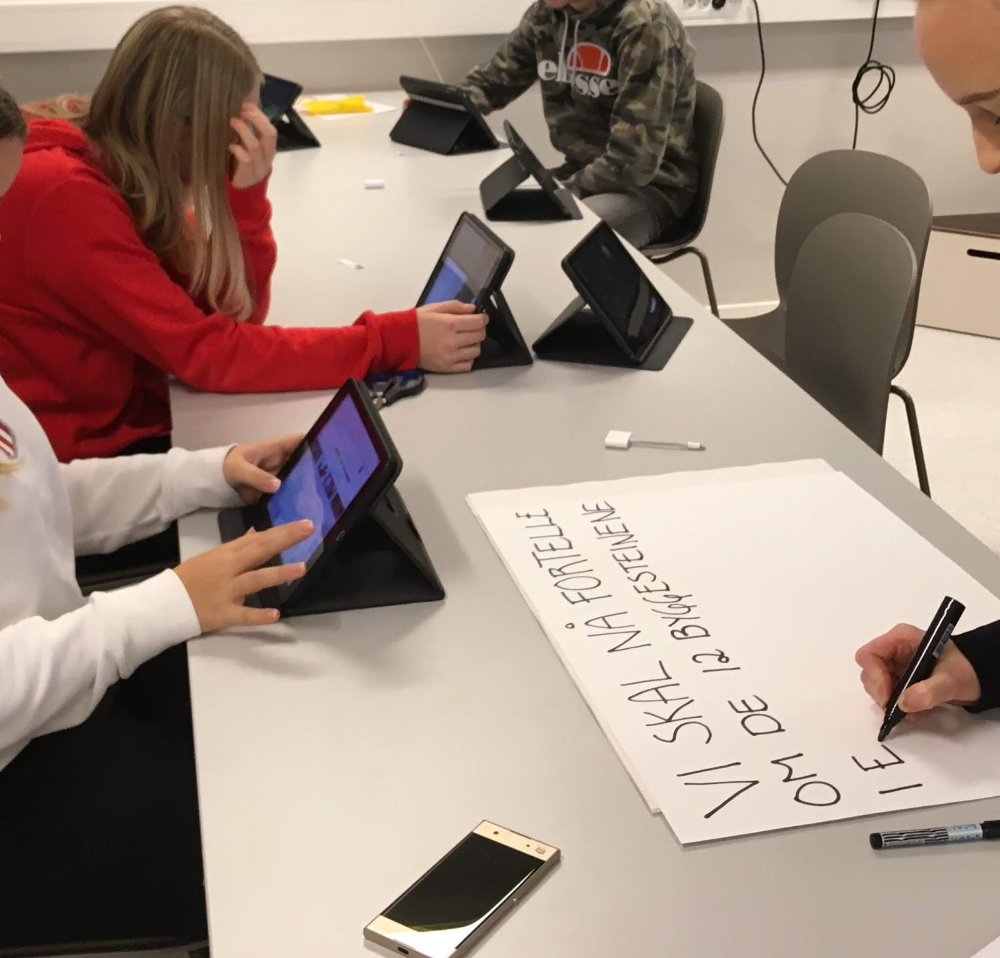 ellesse
VI SKAL NÅ FORTELLE
OM DE 12 BYGGESTEINENE
I E